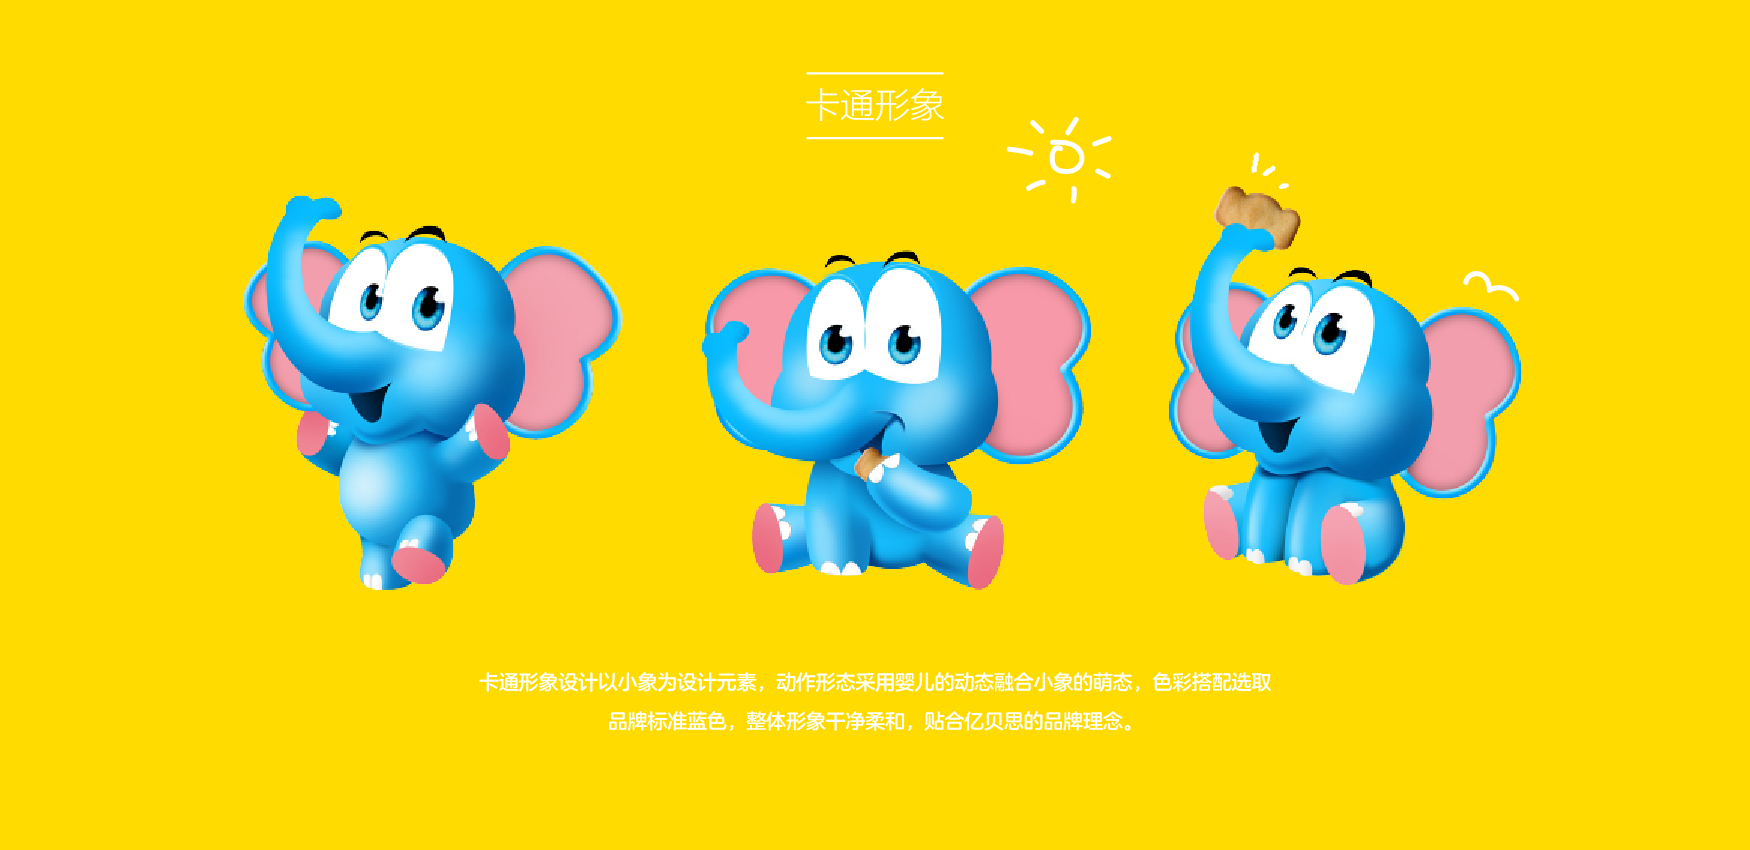 卡通形象
卡通形象设计以小象为设计元素，动作形态采用婴儿的动态融合小象的萌态，色彩搭配选取
品牌标准蓝色，整体形象干净柔和，贴合亿贝思的品牌理念。